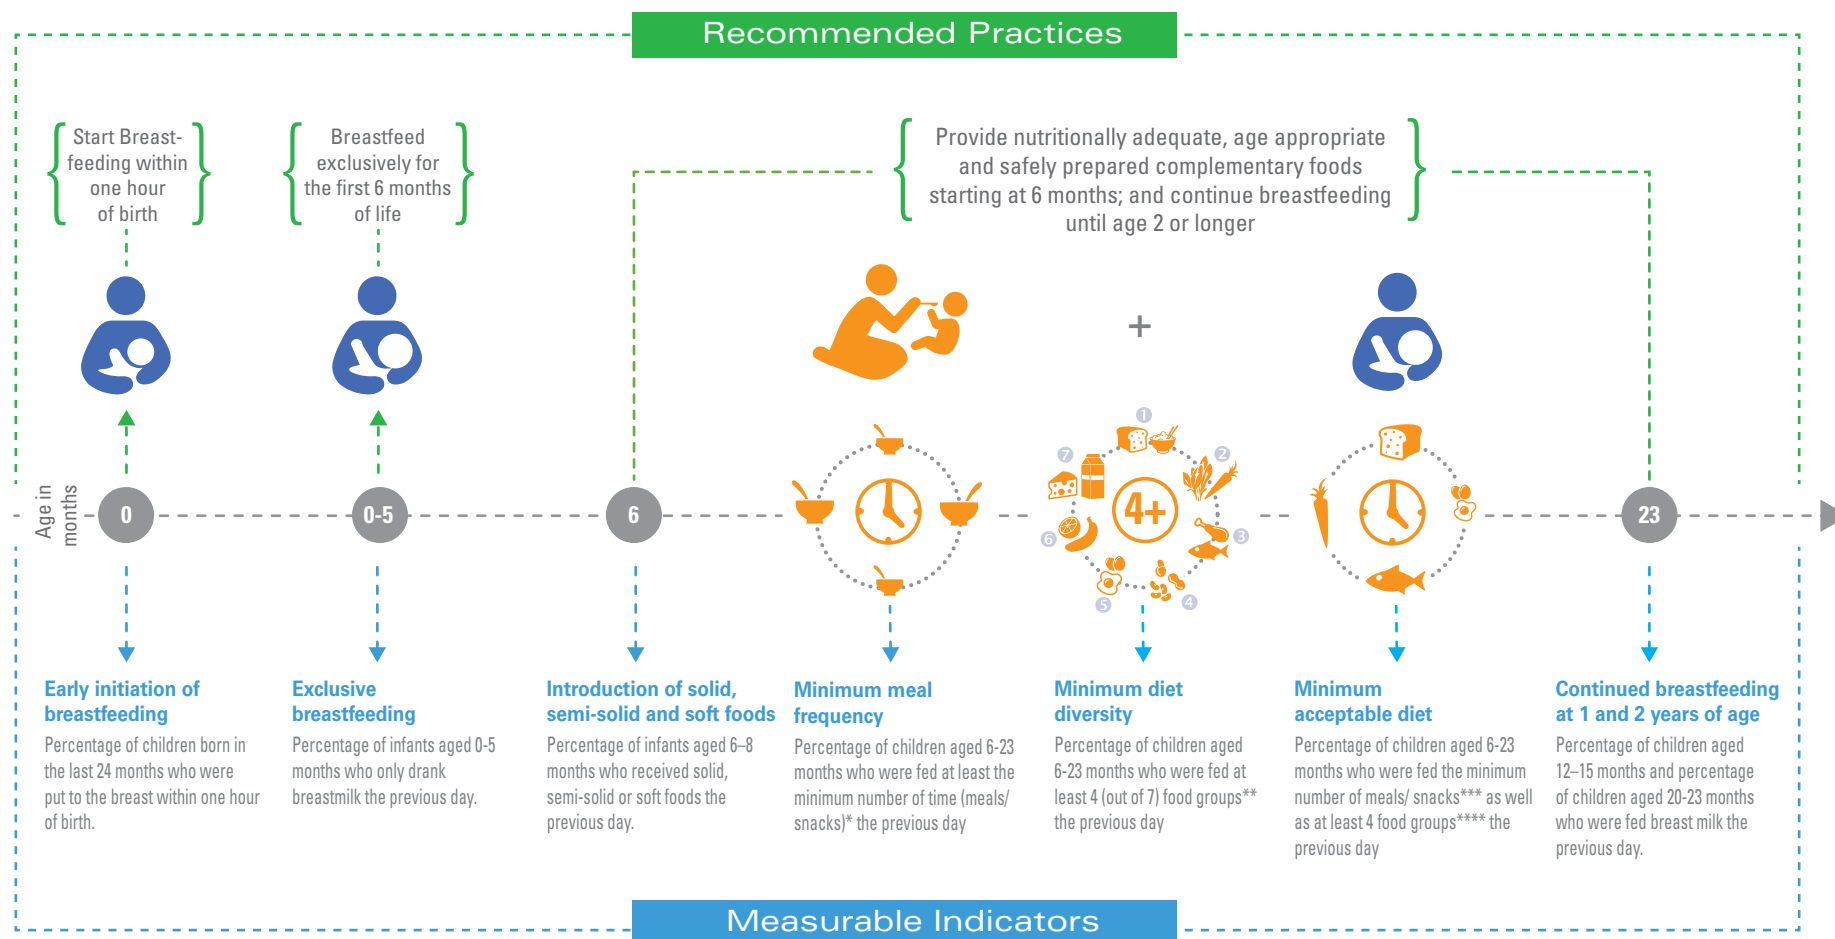 Recommended Practices
Start Breast-
feeding within
one hour
of birth
Breastfeed
exclusively for
the first 6 months
of life
Provide nutritionally adequate, age appropriate
and safely prepared complementary foods
starting at 6 months; and continue breastfeeding
until age 2 or longer
+
Age in
months
0
0-5
6
4+
1
2
3
4
5
6
7
23
Early initiation of
breastfeeding
Percentage of children born in
the last 24 months who were
put to the breast within one hour
of birth.
Exclusive
breastfeeding
Percentage of infants aged 0-5
months who only drank
breastmilk the previous day.
Introduction of solid,
semi-solid and soft foods
Percentage of infants aged 6–8
months who received solid,
semi-solid or soft foods the
previous day.
Minimum meal
frequency
Percentage of children aged 6-23
months who were fed at least the
minimum number of time (meals/
snacks)* the previous day
Minimum diet
diversity
Percentage of children aged
6-23 months who were fed at
least 4 (out of 7) food groups**
the previous day
Minimum
acceptable diet
Percentage of children aged 6-23
months who were fed the minimum
number of meals/ snacks*** as well
as at least 4 food groups**** the
previous day
Continued breastfeeding
at 1 and 2 years of age
Percentage of children aged
12–15 months and percentage
of children aged 20-23 months
who were fed breast milk the
previous day.
Measurable Indicators